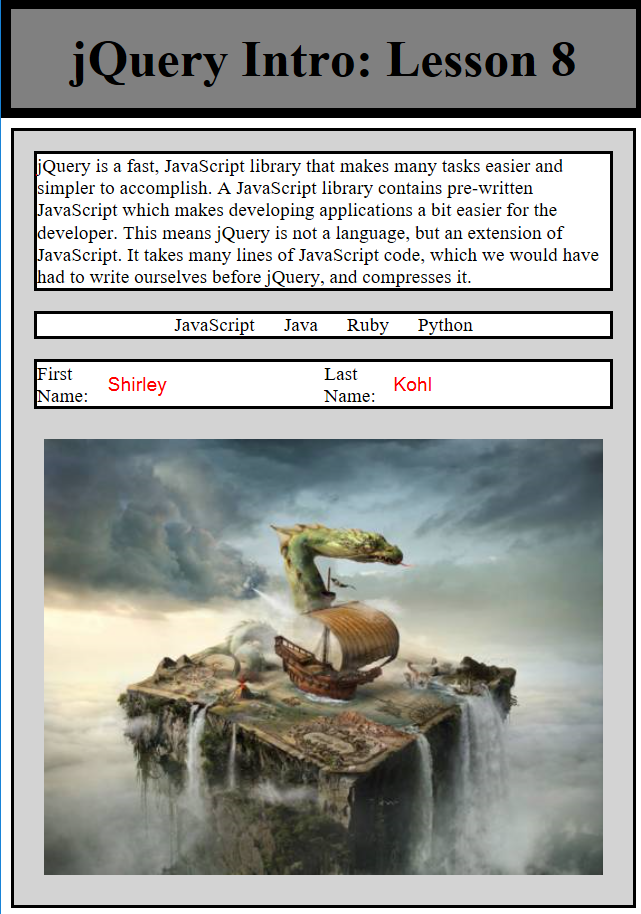 jQuery Intro: Lesson 8
jQuery is a fast, JavaScript library that makes many tasks easier and
simpler to accomplish. A JavaScript library contains pre-written
JavaScript which makes developing applications a bit easier for the
developer. This means jQuery is not a language, but an extension of
JavaScript. It takes many lines of JavaScript code, which we would have
had to write ourselves before jQuery, and compresses it.
JavaScript Java Ruby Python
First Name: Shirley Last Name: Kohl